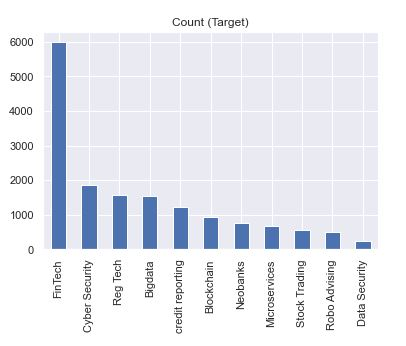 Count (Target)
6000
5000
4000
3000
2000
1000
0
FinTech
Cyber Security
Reg Tech
Bigdata
credit reporting
Blockchain
Neobanks
Microservices
Stock Trading
Robo Advising
Data Security